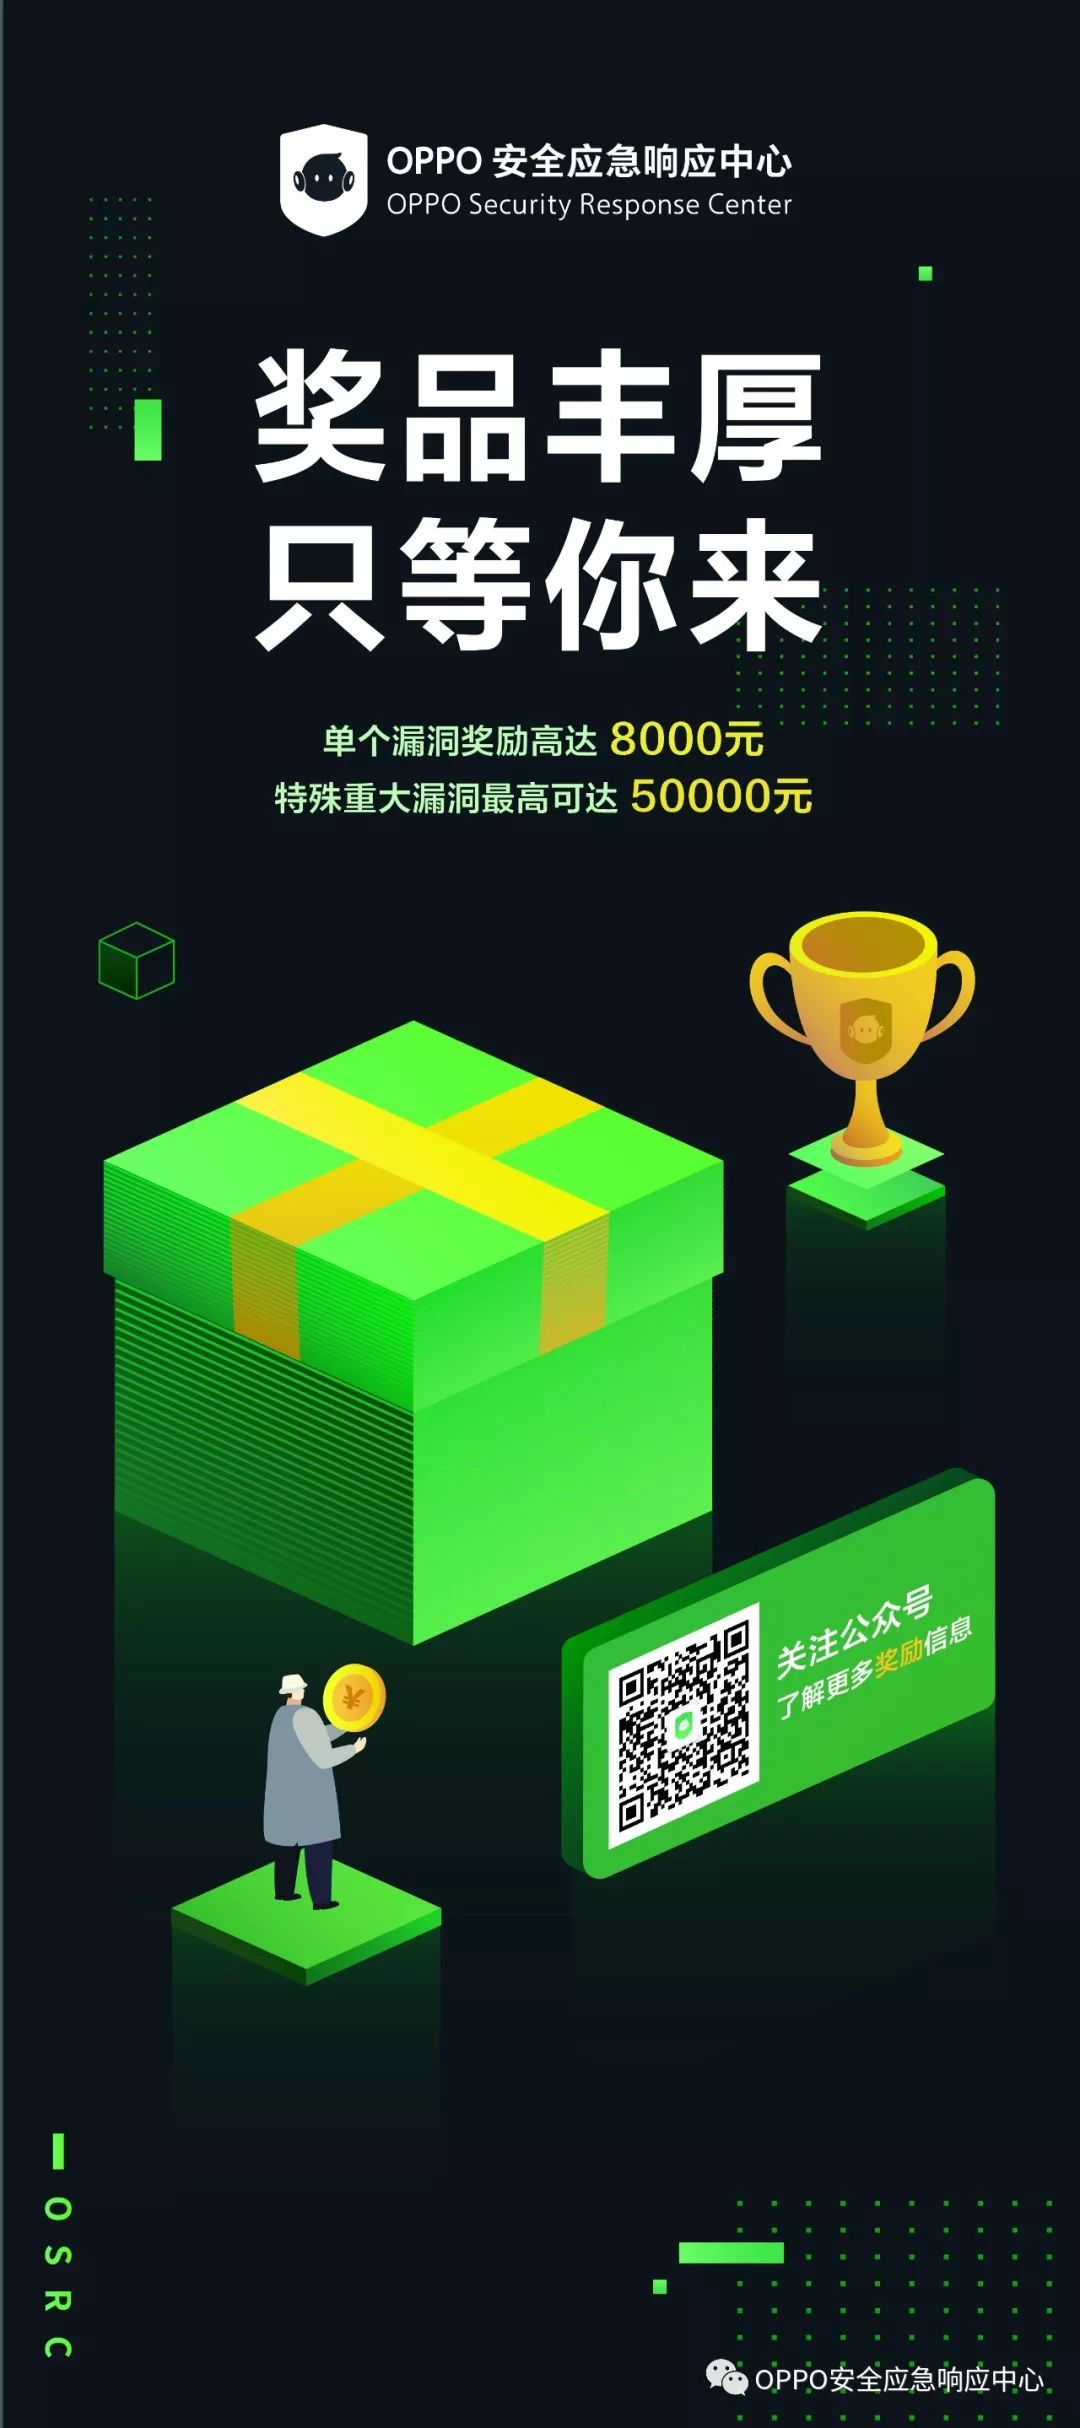 OPPO 安全应急响应中心
OPPO Security Response Center
奖品丰厚
只等你来
单个漏洞奖励高达 8000元
特殊重大漏洞最高可达 50000元
¥
关注公众号
了解更多奖励信息
OSRC
OPPO安全应急响应中心